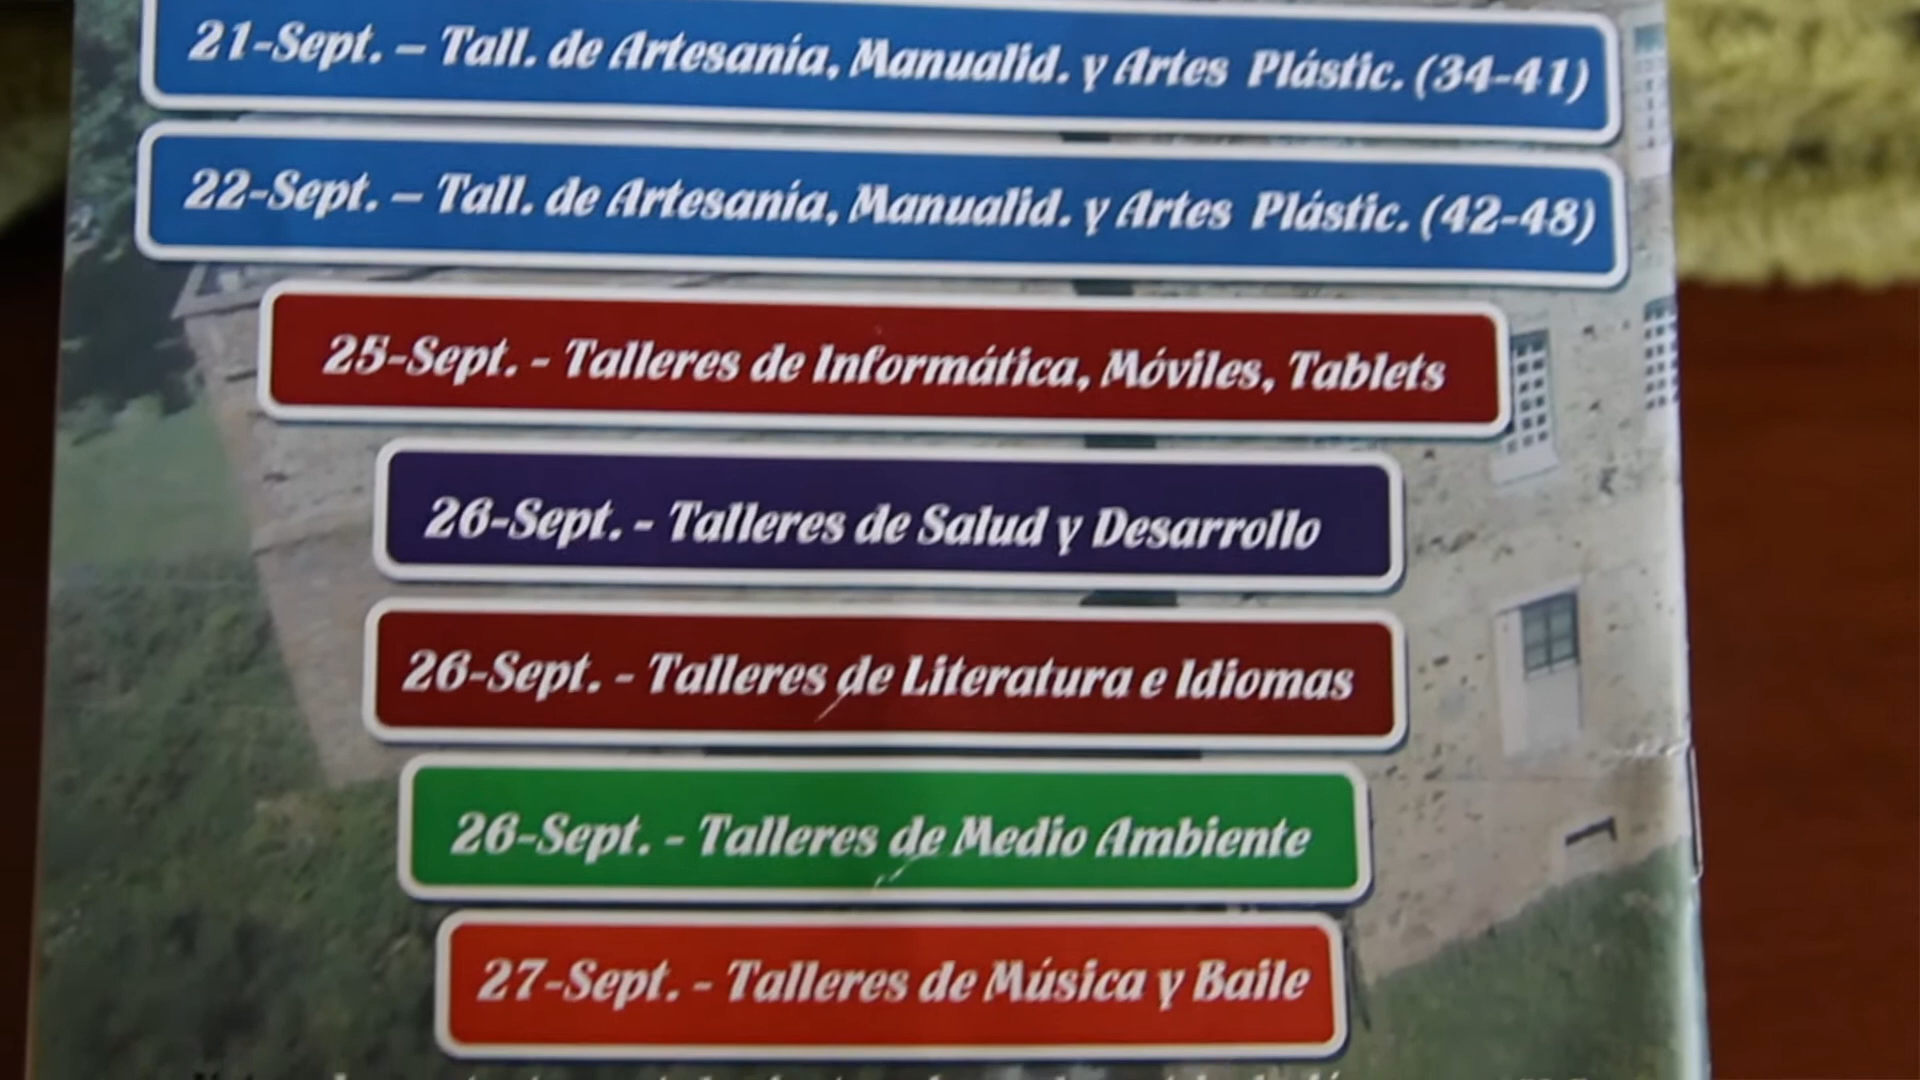 21-Sept. – Tall. de Artesanía, Manualid. y Artes Plástic. (34-41)
22-Sept. – Tall. de Artesanía, Manualid. y Artes Plástic. (42-48)
25-Sept. - Talleres de Informática, Móviles, Tablets
26-Sept. - Talleres de Salud y Desarrollo
26-Sept. - Talleres de Literatura e Idiomas
26-Sept. - Talleres de Medio Ambiente
27-Sept. - Talleres de Música y Baile